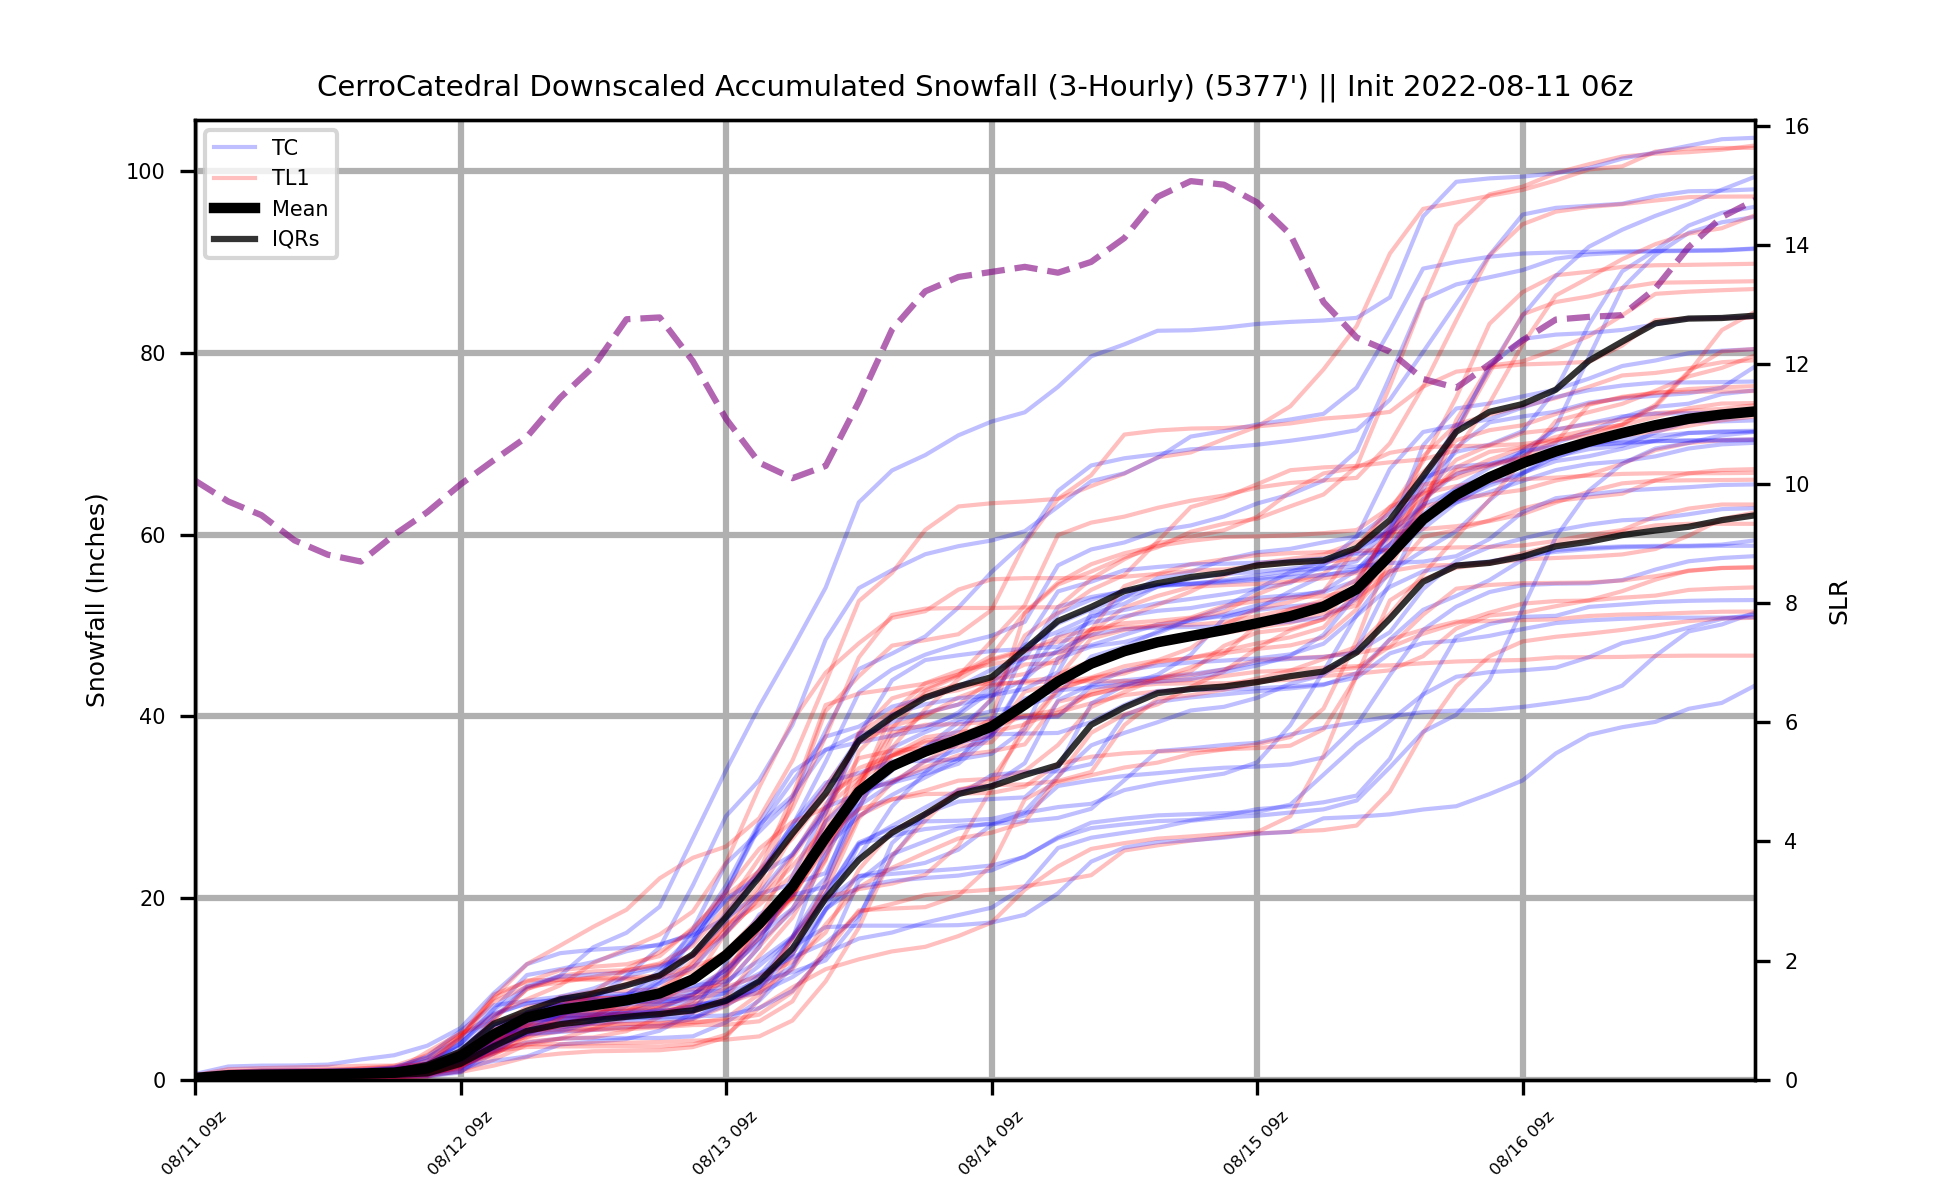 CerroCatedral Downscaled Accumulated Snowfall (3-Hourly) (5377') || Init 2022-08-11 06z
TC
TL1
Mean
IQRs
100
80
60
40
20
0
Snowfall (Inches)
16
14
12
10
8
6
4
2
0
SLR
08/11 09z
08/12 09z
08/13 09z
08/14 09z
08/15 09z
08/16 09z